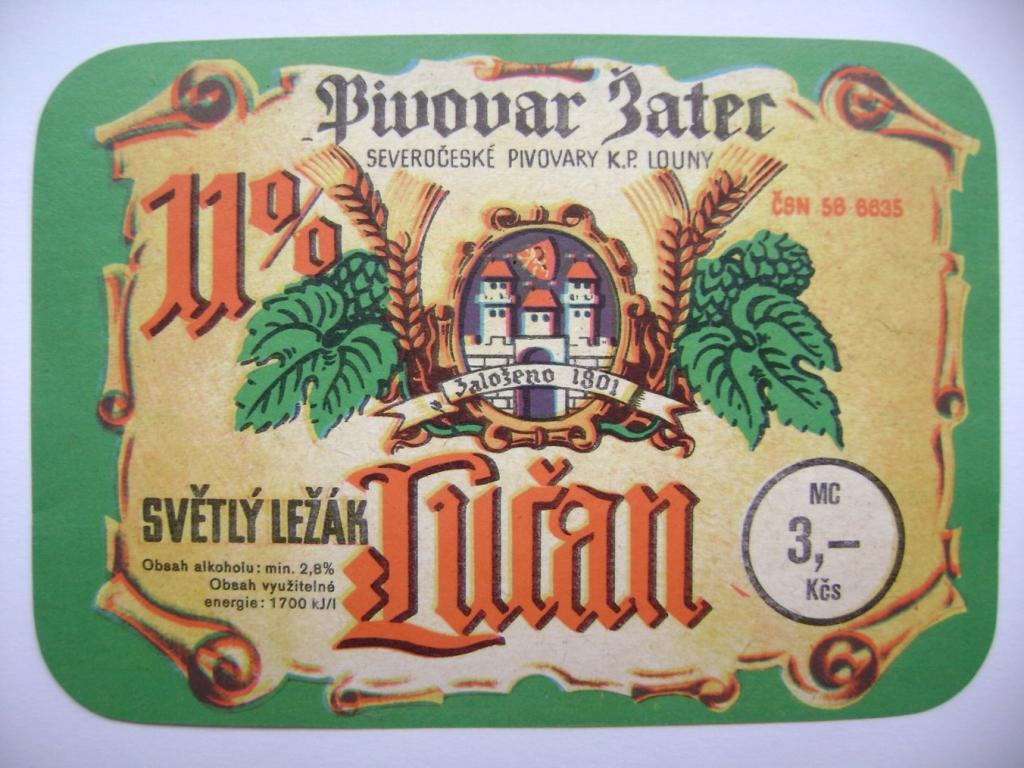 Pivovar Žatec
SEVEROČESKÉ PIVOVARY K.P. LOUNY
11%
ČSN 56 6635
Založeno 1801
SVĚTLÝ LEŽÁK
Lučan
Obsah alkoholu: min. 2,8%
Obsah využitelné
energie: 1700 kJ/l
MC
3,—
Kčs